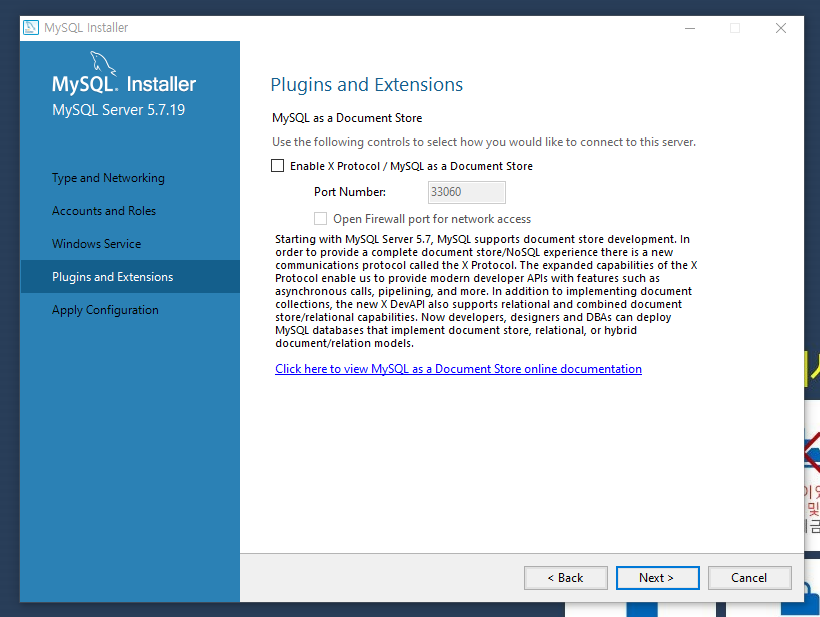 MySQL Installer
MySQL. Installer
MySQL Server 5.7.19
Type and Networking
Accounts and Roles
Windows Service
Plugins and Extensions
Apply Configuration
Plugins and Extensions
MySQL as a Document Store
Use the following controls to select how you would like to connect to this server.
Enable X Protocol / MySQL as a Document Store
Port Number:
33060
Open Firewall port for network access
Starting with MySQL Server 5.7, MySQL supports document store development. In
order to provide a complete document store/NoSQL experience there is a new
communications protocol called the X Protocol. The expanded capabilities of the X
Protocol enable us to provide modern developer APIs with features such as
asynchronous calls, pipelining, and more. In addition to implementing document
collections, the new X DevAPI also supports relational and combined document
store/relational capabilities. Now developers, designers and DBAs can deploy
MySQL databases that implement document store, relational, or hybrid
document/relation models.
Click here to view MySQL as a Document Store online documentation
< Back
Next >
Cancel